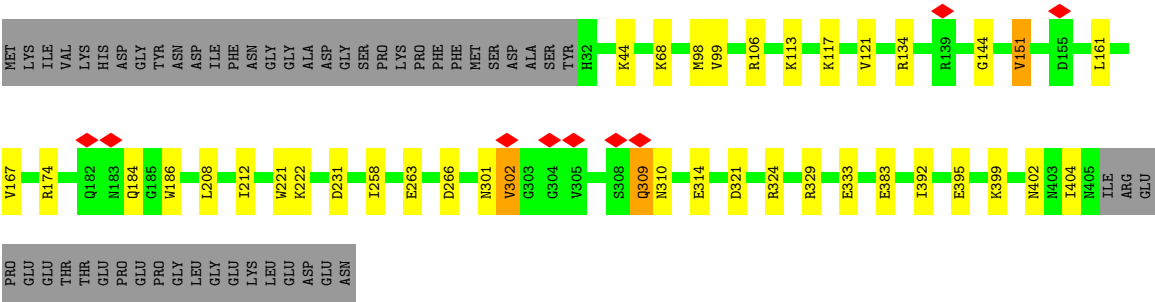 MET LYS ILE VAL LYS HIS ASP GLY TYR ASN ASP ILE PHE ASN GLY GLY ALA ASP GLY SER PRO LYS PRO PHE PHE MET SER ASP ALA SER TYR H32 K44 K68 M98 V99 R106 K113 K117 V121 R134 R139 G144 V151 D155 L161
V167 R174 Q182 N183 Q184 G185 W186 L208 I212 W221 K222 D231 I258 E263 D266 N301 V302 G303 G304 V305 S308 Q309 N310 E314 D321 R324 R329 E333 E383 I392 E395 K399 N402 N403 I404 N405 ILE ARG GLU
PRO GLU GLU THR THR GLU PRO GLU PRO GLY LEU GLY GLU LYS LEU GLU ASP GLU ASN